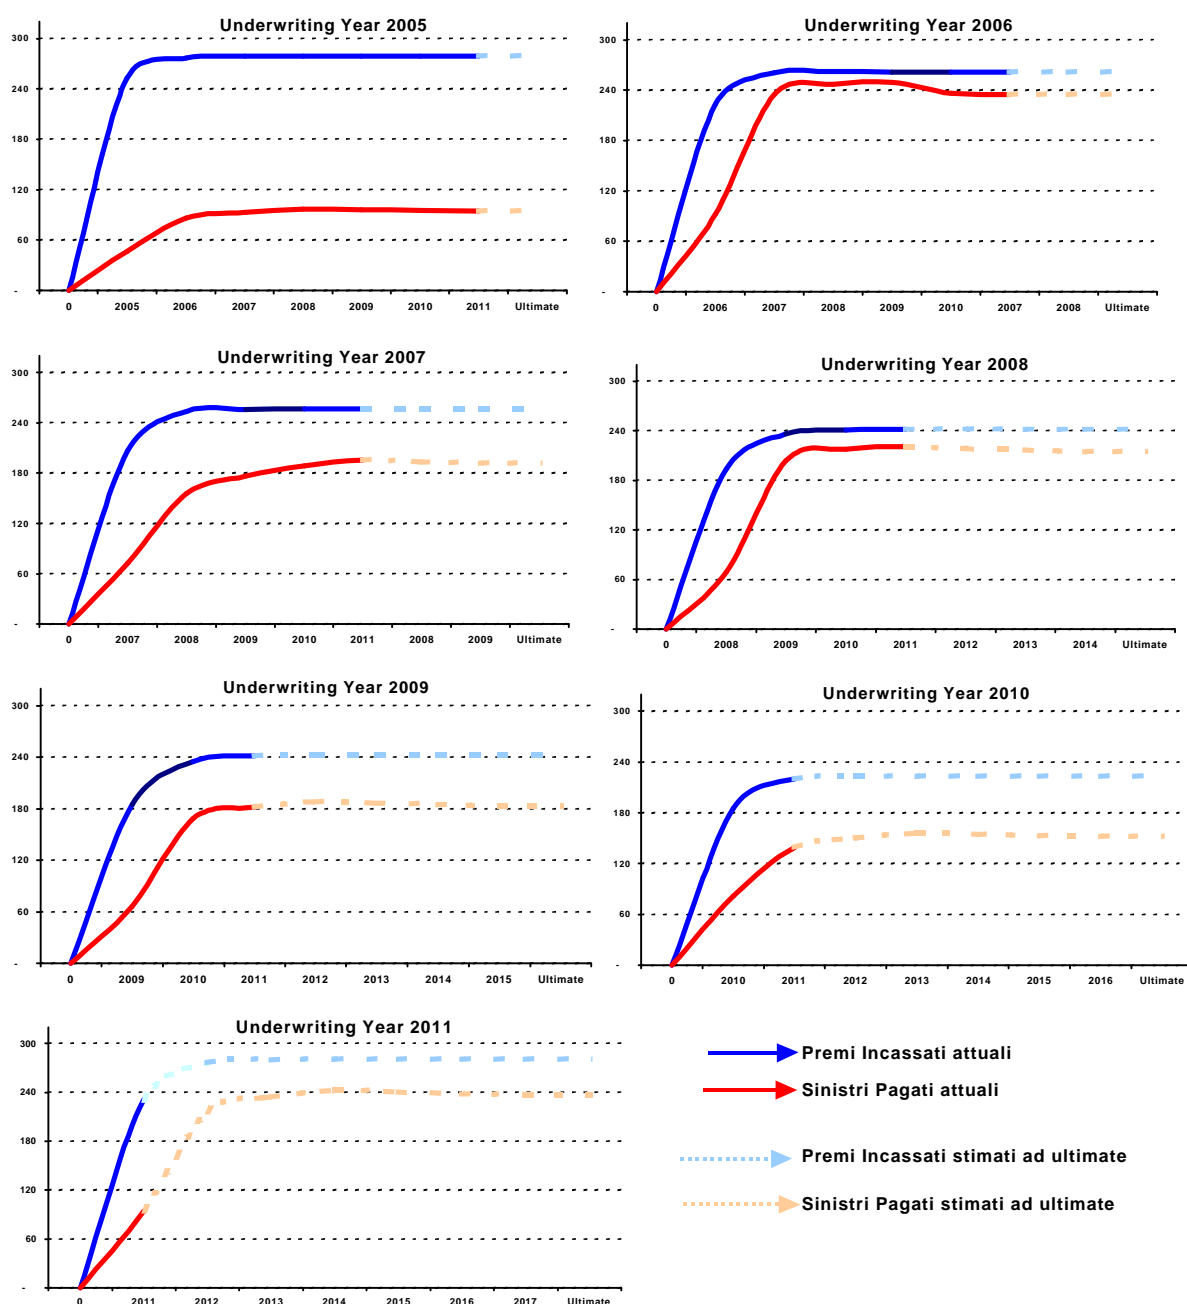 Underwriting Year 2005
300
240
180
120
60
-
0 2005 2006 2007 2008 2009 2010 2011 Ultimate
Underwriting Year 2006
300
240
180
120
60
-
0 2006 2007 2008 2009 2010 2007 2008 Ultimate
Underwriting Year 2007
300
240
180
120
60
-
0 2007 2008 2009 2010 2011 2008 2009 Ultimate
Underwriting Year 2008
300
240
180
120
60
-
0 2008 2009 2010 2011 2012 2013 2014 Ultimate
Underwriting Year 2009
300
240
180
120
60
-
0 2009 2010 2011 2012 2013 2014 2015 Ultimate
Underwriting Year 2010
300
240
180
120
60
-
0 2010 2011 2012 2013 2014 2015 2016 Ultimate
Underwriting Year 2011
300
240
180
120
60
-
0 2011 2012 2013 2014 2015 2016 2017 Ultimate
Premi Incassati attuali
Sinistri Pagati attuali
Premi Incassati stimati ad ultimate
Sinistri Pagati stimati ad ultimate